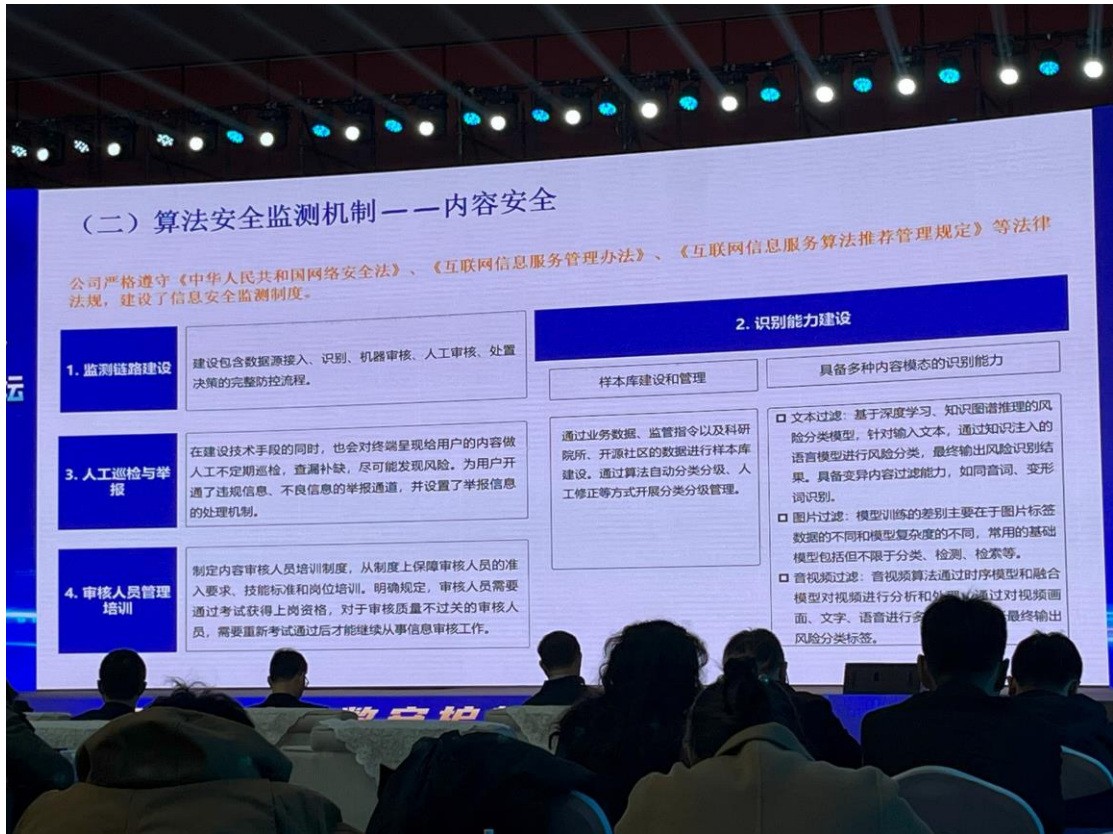 （二）算法安全监测机制——内容安全
公司严格遵守《中华人民共和国网络安全法》、《互联网信息服务管理办法》、《互联网信息服务算法推荐管理规定》等法律
法规，建设了信息安全监测制度。
1. 监测链路建设
建设包含数据源接入、识别、机器审核、人工审核、处置
决策的完整防控流程。
3. 人工巡检与举
报
在建设技术手段的同时，也会对终端呈现给用户的内容做
人工不定期巡检，查漏补缺，尽可能发现风险。为用户开
通了违规信息、不良信息的举报通道，并设置了举报信息
的处理机制。
4. 审核人员管理
培训
制定内容审核人员培训制度，从制度上保障审核人员的准
入要求、技能标准和岗位培训。明确规定，审核人员需要
通过考试获得上岗资格，对于审核质量不过关的审核人
员，需要重新考试通过后才能继续从事信息审核工作。
2. 识别能力建设
样本库建设和管理
通过业务数据、监管指令以及科研
院所、开源社区的数据进行样本库
建设。通过算法自动分类分级、人
工修正等方式开展分类分级管理。
具备多种内容模态的识别能力
文本过滤：基于深度学习、知识图谱推理的风
险分类模型，针对输入文本，通过知识注入的
语言模型进行风险分类，最终输出风险识别结
果。具备变异内容过滤能力，如同音词、变形
词识别。
图片过滤：模型训练的差别主要在于图片标签
数据的不同和模型复杂度的不同，常用的基础
模型包括但不限于分类、检测、检索等。
音视频过滤：音视频算法通过时序模型和融合
模型对视频进行分析和处理，通过对视频画
面、文字、语音进行多 最终输出
风险分类标签。
坛